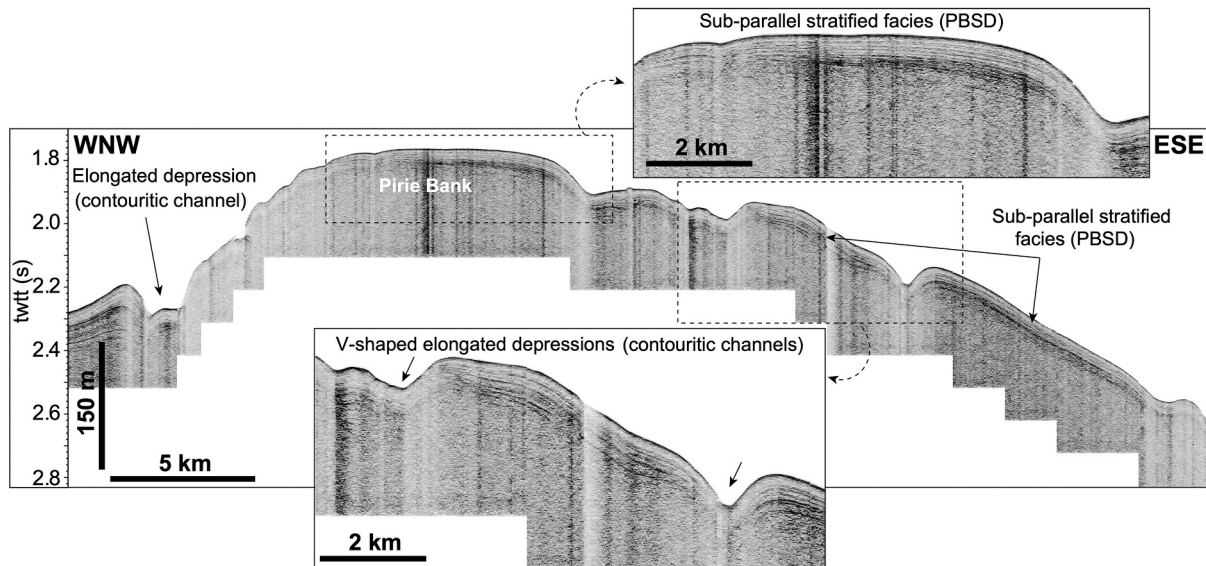 Sub-parallel stratified facies (PBSD)
2 km
WNW
ESE
1.8
2.0
2.2
2.4
2.6
2.8
twtt (s)
Elongated depression
(contouritic channel)
Pirie Bank
Sub-parallel stratified
facies (PBSD)
150 m
5 km
V-shaped elongated depressions (contouritic channels)
2 km